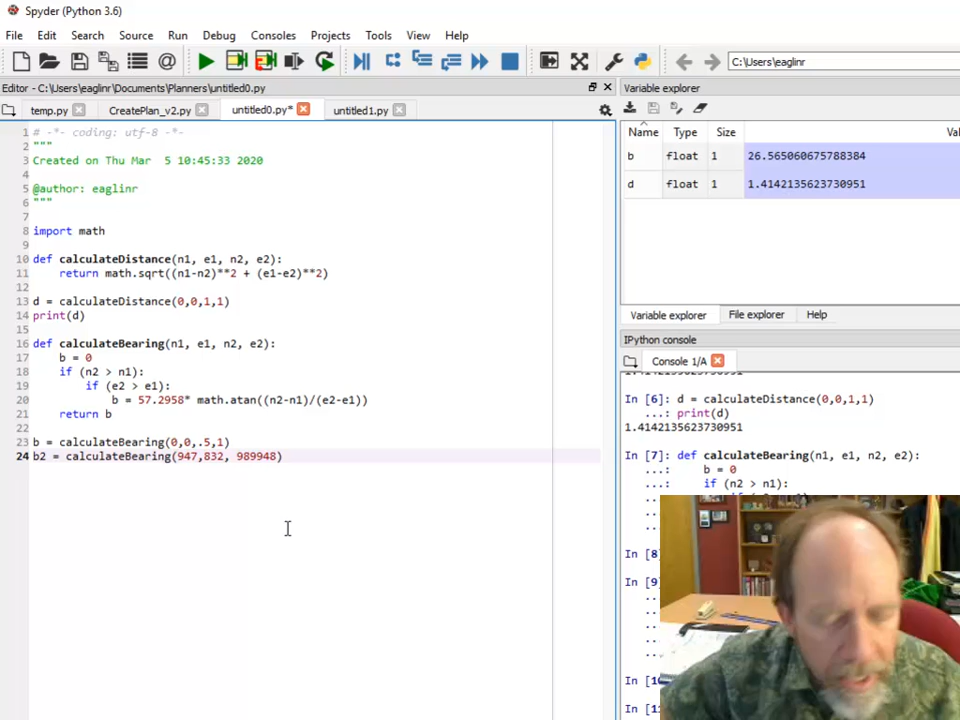 Spyder (Python 3.6)
File Edit Search Source Run Debug Consoles Projects Tools View Help
C:\Users\eaglinr
Editor - C:\Users\eaglinr\Documents\Planners\untitled0.py
temp.py CreatePlan_v2.py untitled0.py* untitled1.py
1 # -*- coding: utf-8 -*-
2 """
3 Created on Thu Mar  5 10:45:33 2020
4
5 @author: eaglinr
6 """
7
8 import math
9
10 def calculateDistance(n1, e1, n2, e2):
11     return math.sqrt((n1-n2)**2 + (e1-e2)**2)
12
13 d = calculateDistance(0,0,1,1)
14 print(d)
15
16 def calculateBearing(n1, e1, n2, e2):
17     b = 0
18     if (n2 > n1):
19         if (e2 > e1):
20             b = 57.2958* math.atan((n2-n1)/(e2-e1))
21     return b
22
23 b = calculateBearing(0,0,.5,1)
24 b2 = calculateBearing(947,832, 989948)
Variable explorer
Name Type Size
b float 1 26.565060675788384
d float 1 1.4142135623730951
Variable explorer File explorer Help
IPython console
Console 1/A
1.4142135623730951
In [6]: d = calculateDistance(0,0,1,1)
...: print(d)
1.4142135623730951
In [7]: def calculateBearing(n1, e1, n2, e2):
...: b = 0
...: if (n2 > n1):
In [8]
In [9]
In [10
In [11